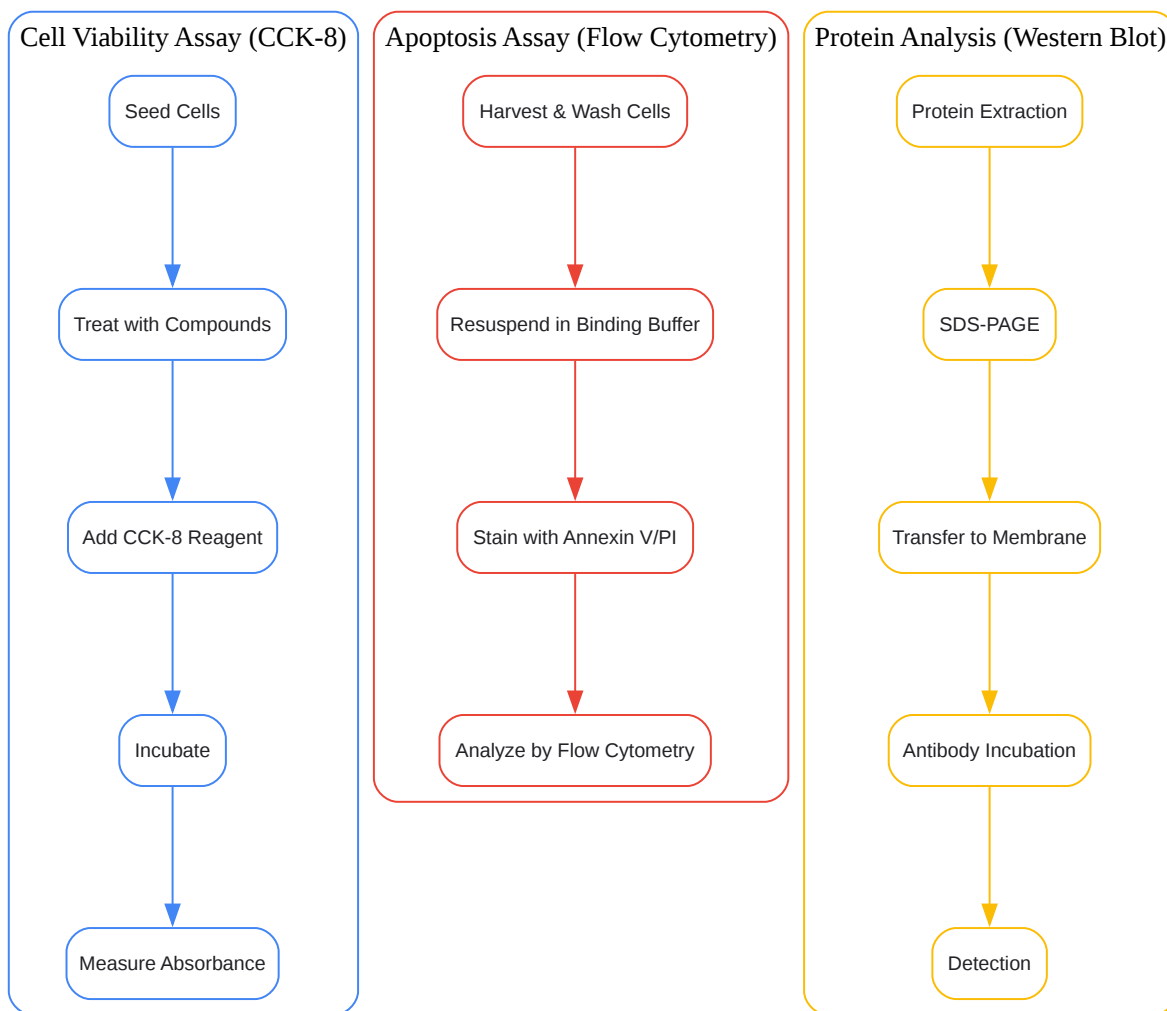 Cell Viability Assay (CCK-8)
Seed Cells
Treat with Compounds
Add CCK-8 Reagent
Incubate
Measure Absorbance
Apoptosis Assay (Flow Cytometry)
Harvest & Wash Cells
Resuspend in Binding Buffer
Stain with Annexin V/PI
Analyze by Flow Cytometry
Protein Analysis (Western Blot)
Protein Extraction
SDS-PAGE
Transfer to Membrane
Antibody Incubation
Detection